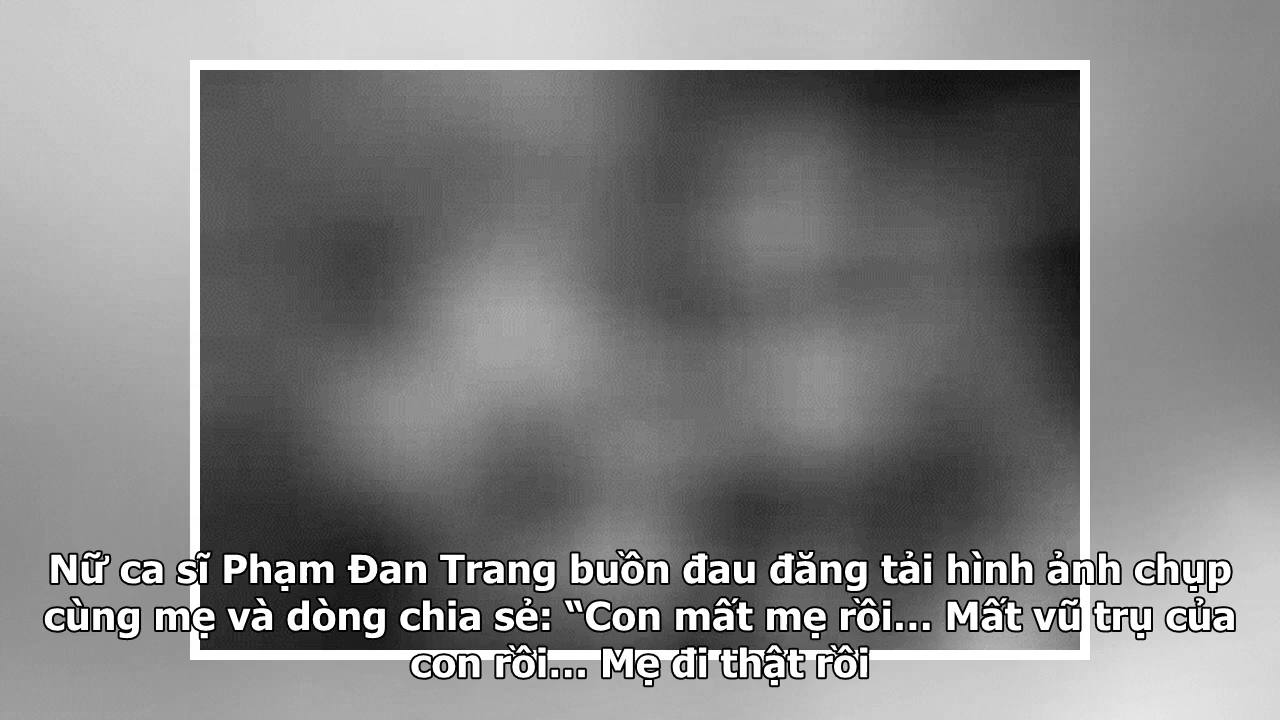 Nữ ca sĩ Phạm Đan Trang buồn đau đăng tải hình ảnh chụp
cùng mẹ và dòng chia sẻ: “Con mất mẹ rồi... Mất vũ trụ của
con rồi... Mẹ đi thật rồi